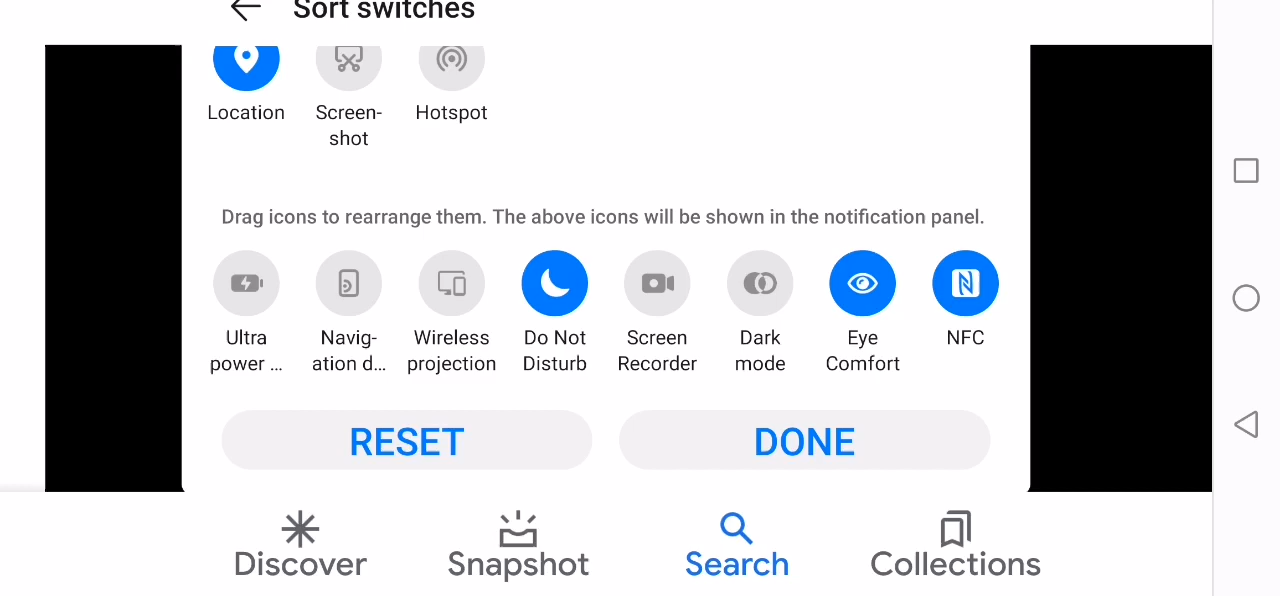 Sort switches
Location Screen- Hotspot
shot
Drag icons to rearrange them. The above icons will be shown in the notification panel.
Ultra Navig- Wireless Do Not Screen Dark Eye NFC
power ... ation d... projection Disturb Recorder mode Comfort
RESET DONE
Discover Snapshot Search Collections